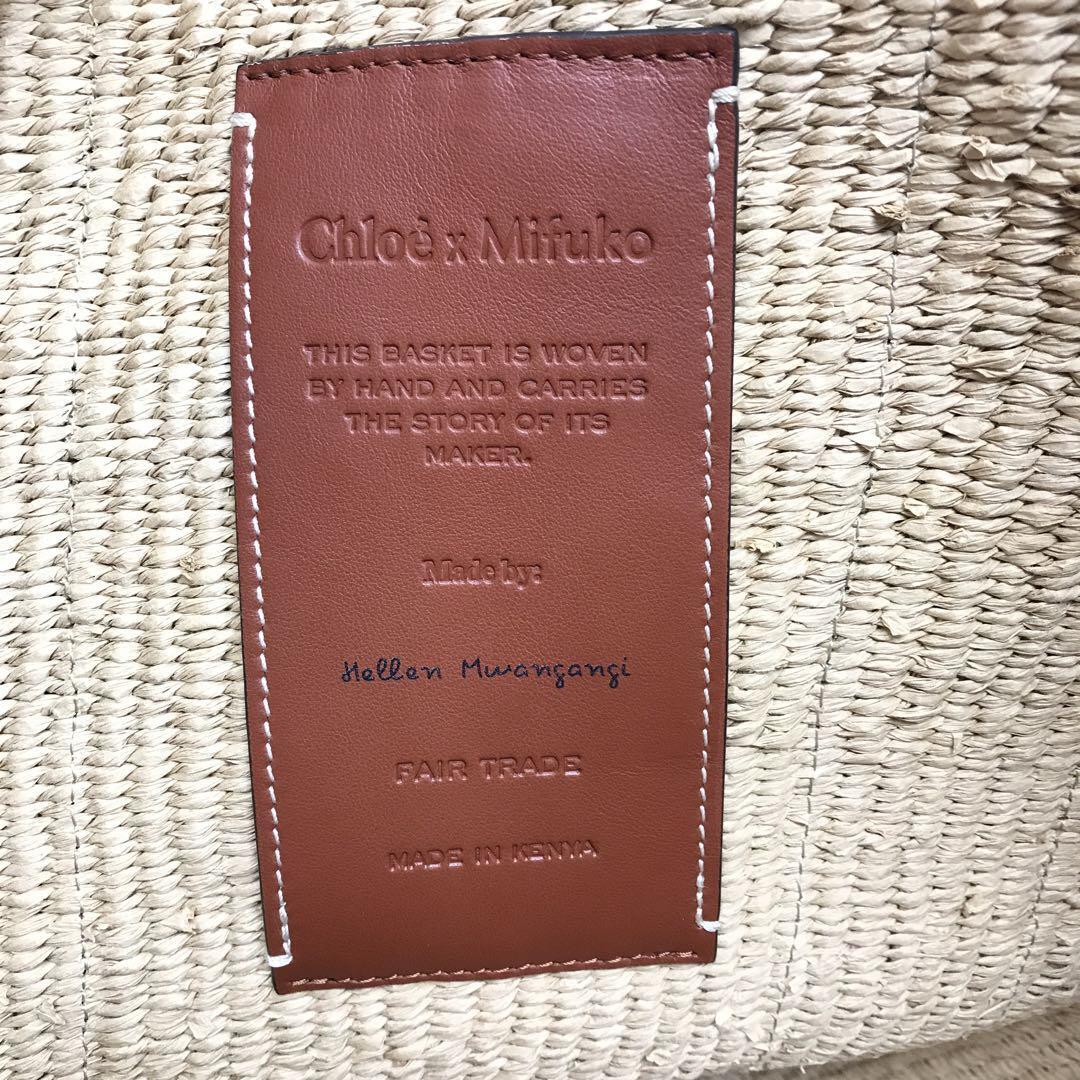 Chloé x Mifuko
THIS BASKET IS WOVEN
BY HAND AND CARRIES
THE STORY OF ITS
MAKER.
Made by:
Hellen Mwangangi
FAIR TRADE
MADE IN KENYA